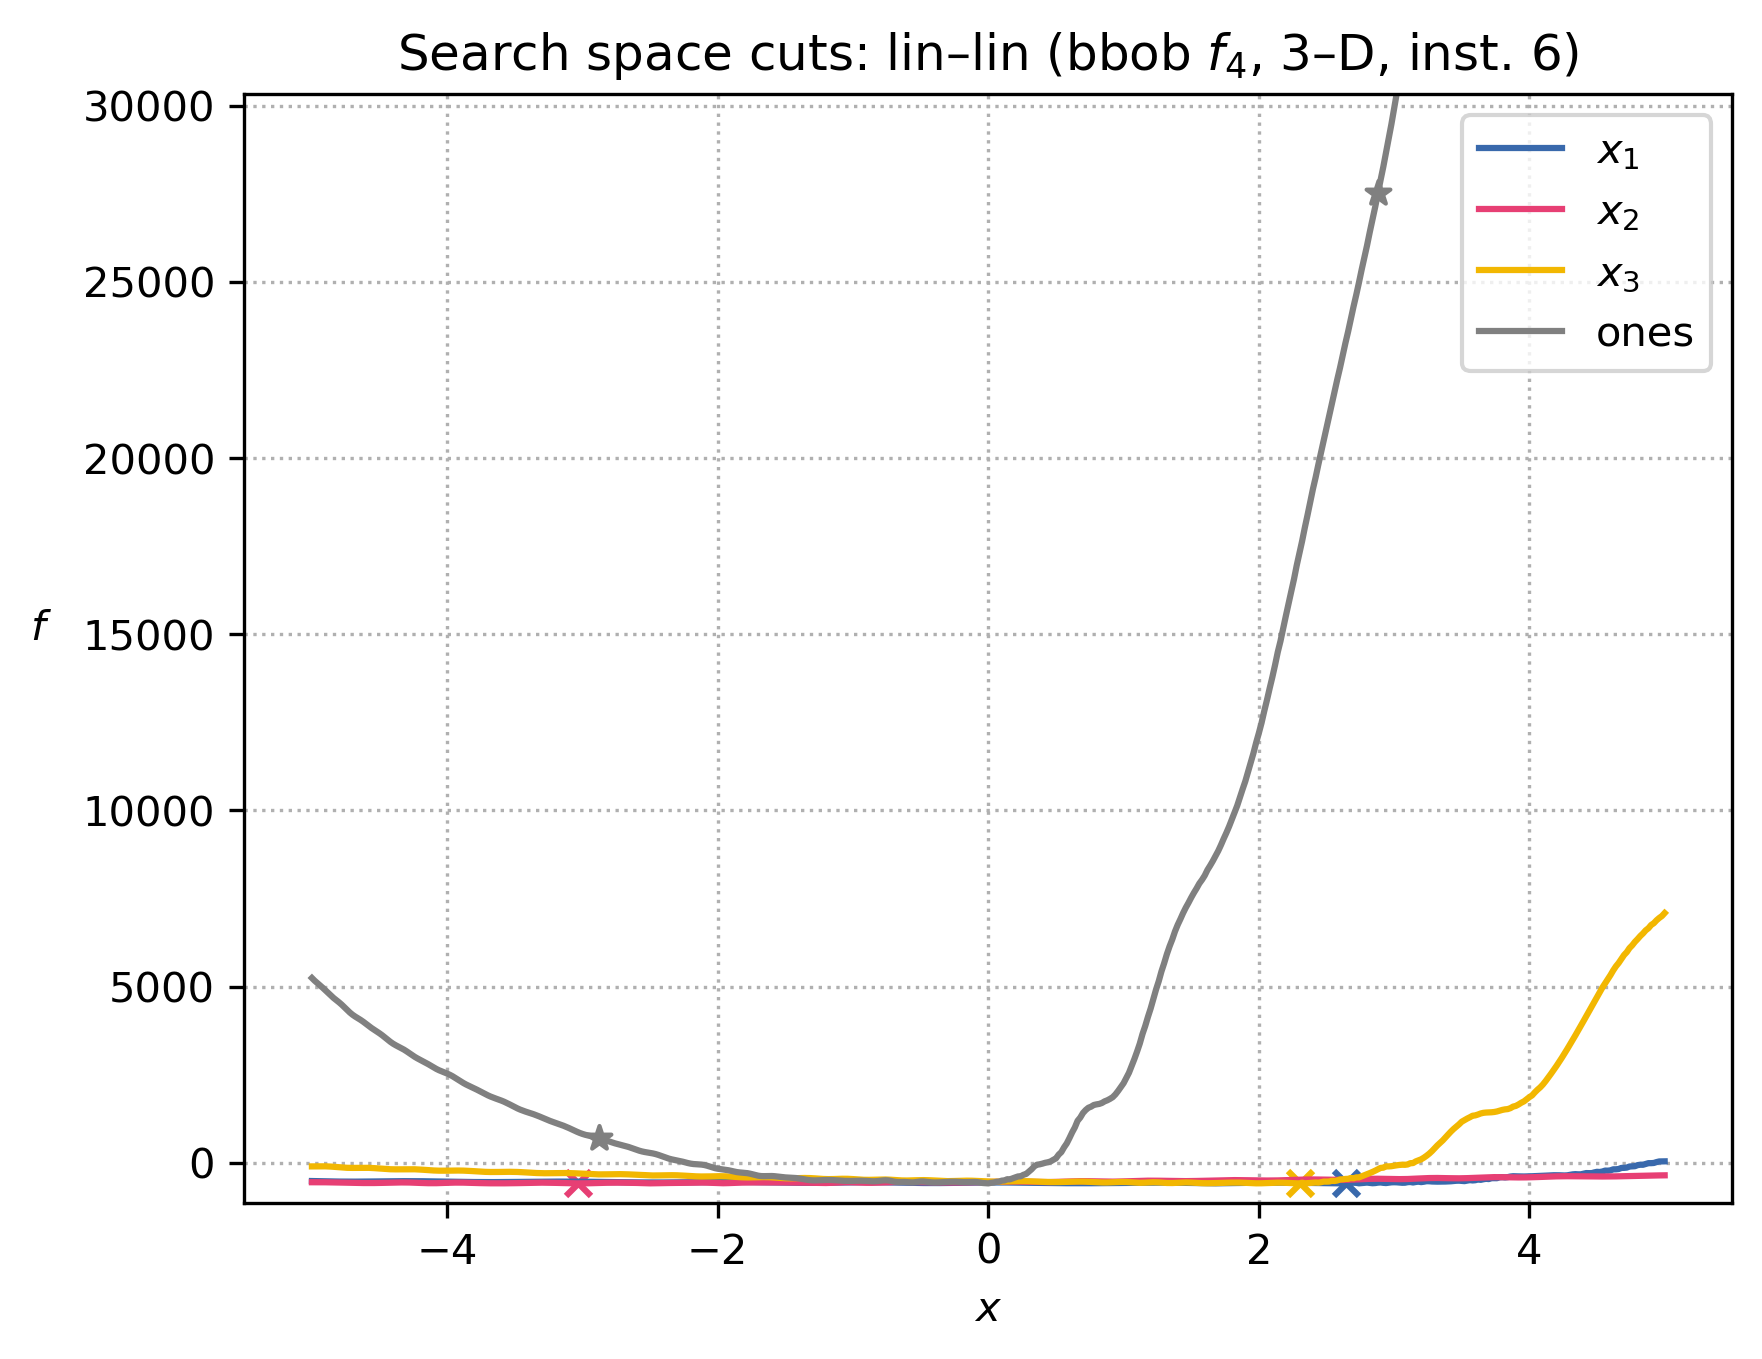 Search space cuts: lin–lin (bbob f₄, 3–D, inst. 6)
30000
25000
20000
15000
10000
5000
0
f
x₁
x₂
x₃
ones
−4 −2 0 2 4
x